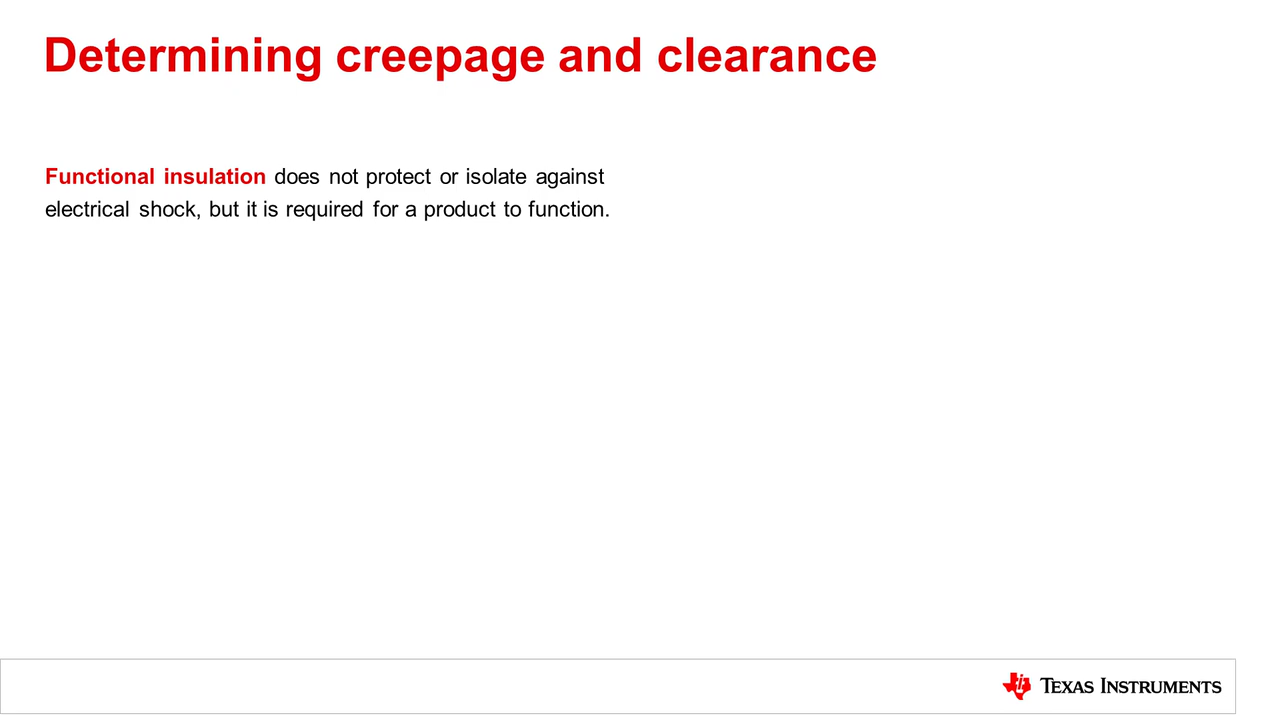 Determining creepage and clearance
Functional insulation does not protect or isolate against
electrical shock, but it is required for a product to function.
TEXAS INSTRUMENTS